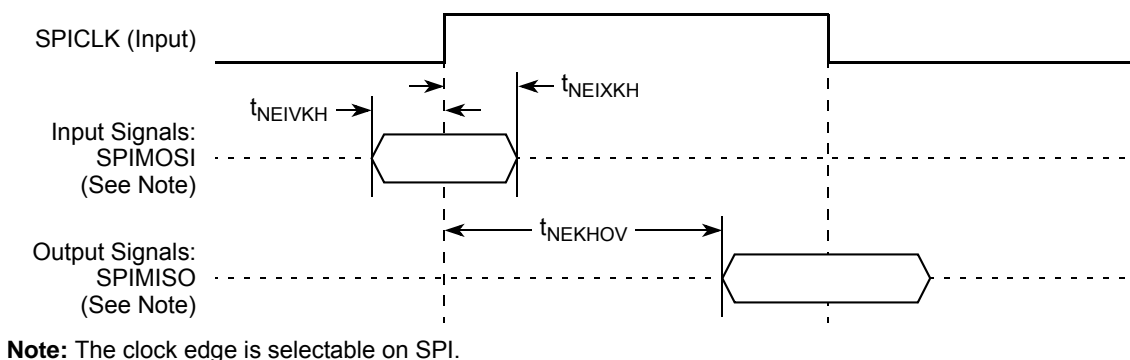 SPICLK (Input)
tNEIXKH
tNEIVKH
Input Signals:
SPIMOSI
(See Note)
tNEKHOV
Output Signals:
SPIMISO
(See Note)
Note: The clock edge is selectable on SPI.